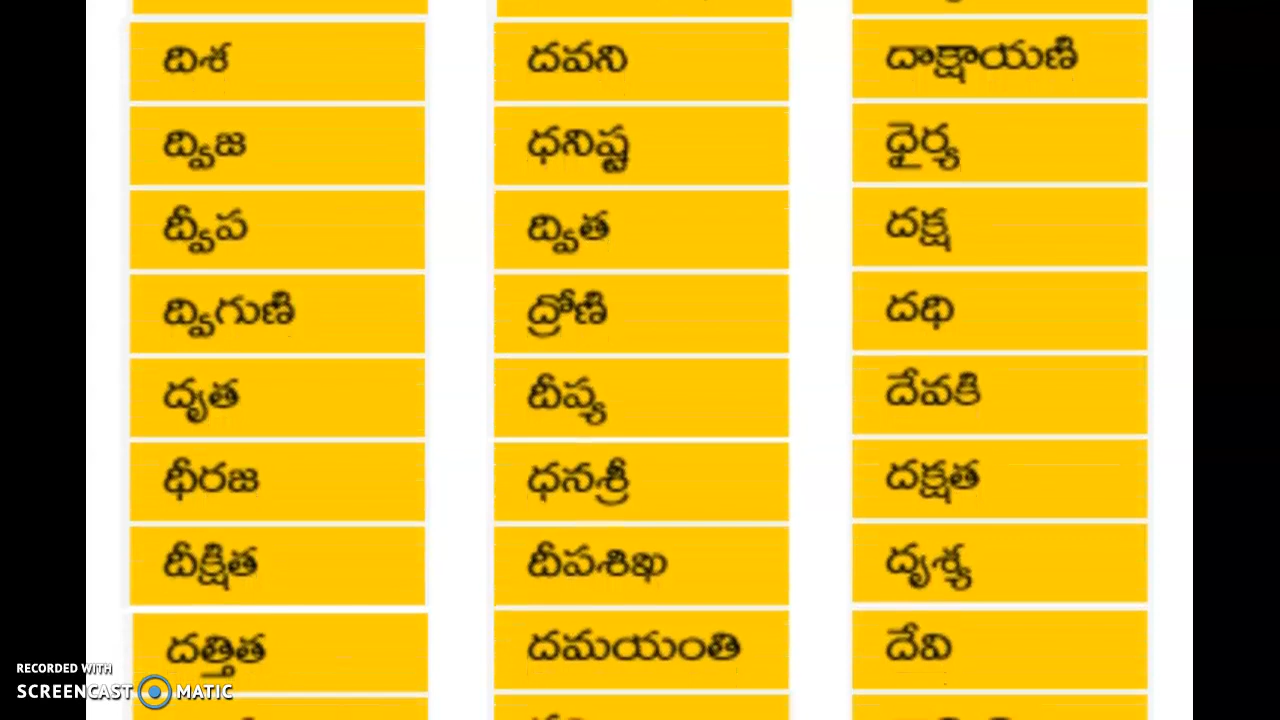 దిశ దవని దాక్షాయణి
ద్విజ ధనిష్ట ధైర్య
ద్వీప ద్విత దక్ష
ద్విగుణి ద్రోణి దధి
దృత దీప్య దేవకి
ధీరజ ధనశ్రీ దక్షత
దీక్షిత దీపశిఖ దృశ్య
దత్తిత దమయంతి దేవి
RECORDED WITH
SCREENCAST MATIC